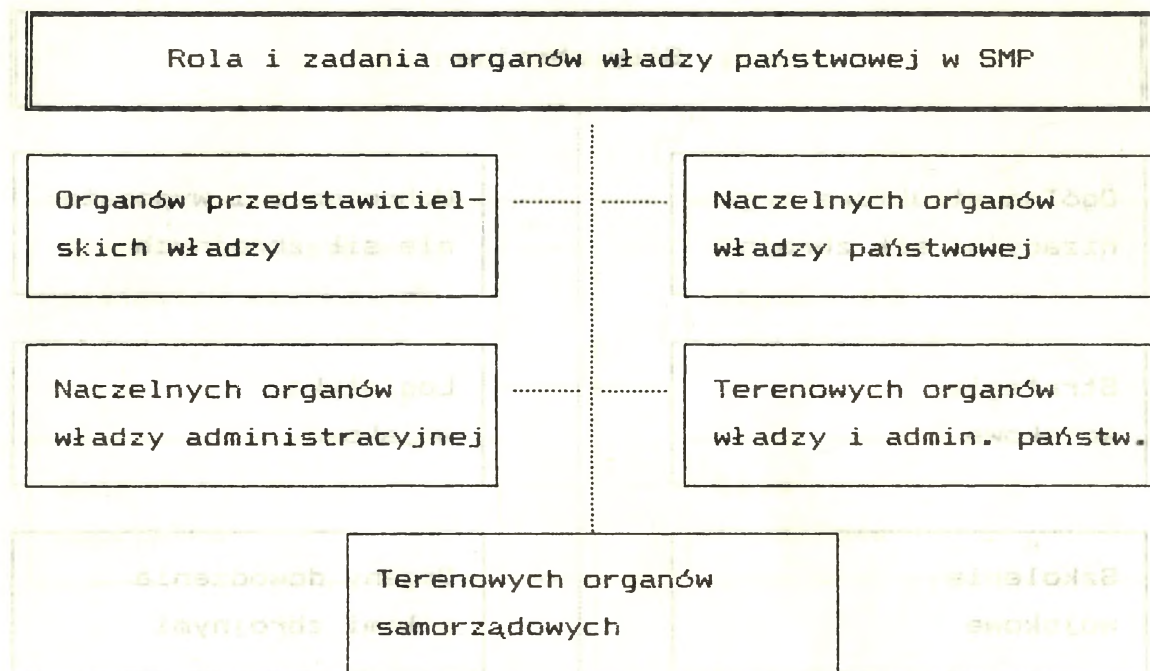 Rola i zadania organów władzy państwowej w SMP
Organów przedstawiciel-
skich władzy
Naczelnych organów
władzy państwowej
Naczelnych organów
władzy administracyjnej
Terenowych organów
władzy i admin. państw.
Terenowych organów
samorządowych